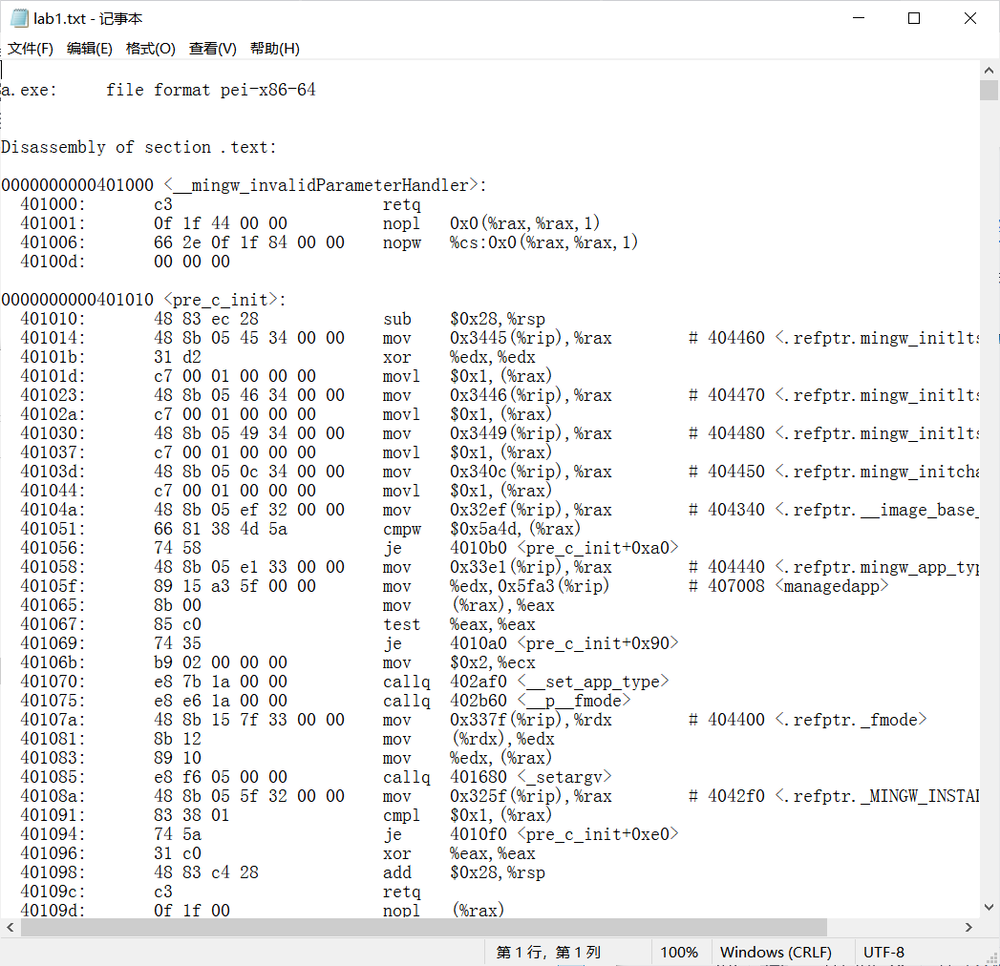 lab1.txt - 记事本
文件(F) 编辑(E) 格式(O) 查看(V) 帮助(H)
a.exe:     file format pei-x86-64
Disassembly of section .text:
0000000000401000 <__mingw_invalidParameterHandler>:
401000: c3 retq
401001: 0f 1f 44 00 00 nopl 0x0(%rax,%rax,1)
401006: 66 2e 0f 1f 84 00 00 nopw %cs:0x0(%rax,%rax,1)
40100d: 00 00 00
0000000000401010 <pre_c_init>:
401010: 48 83 ec 28 sub $0x28,%rsp
401014: 48 8b 05 45 34 00 00 mov 0x3445(%rip),%rax # 404460 <.refptr.mingw_initlts
40101b: 31 d2 xor %edx,%edx
40101d: c7 00 01 00 00 00 movl $0x1,(%rax)
401023: 48 8b 05 46 34 00 00 mov 0x3446(%rip),%rax # 404470 <.refptr.mingw_initlts
40102a: c7 00 01 00 00 00 movl $0x1,(%rax)
401030: 48 8b 05 49 34 00 00 mov 0x3449(%rip),%rax # 404480 <.refptr.mingw_initlts
401037: c7 00 01 00 00 00 movl $0x1,(%rax)
40103d: 48 8b 05 0c 34 00 00 mov 0x340c(%rip),%rax # 404450 <.refptr.mingw_initcha
401044: c7 00 01 00 00 00 movl $0x1,(%rax)
40104a: 48 8b 05 ef 32 00 00 mov 0x32ef(%rip),%rax # 404340 <.refptr.__image_base_
401051: 66 81 38 4d 5a cmpw $0x5a4d,(%rax)
401056: 74 58 je 4010b0 <pre_c_init+0xa0>
401058: 48 8b 05 e1 33 00 00 mov 0x33e1(%rip),%rax # 404440 <.refptr.mingw_app_typ
40105f: 89 15 a3 5f 00 00 mov %edx,0x5fa3(%rip) # 407008 <managedapp>
401065: 8b 00 mov (%rax),%eax
401067: 85 c0 test %eax,%eax
401069: 74 35 je 4010a0 <pre_c_init+0x90>
40106b: b9 02 00 00 00 mov $0x2,%ecx
401070: e8 7b 1a 00 00 callq 402af0 <__set_app_type>
401075: e8 e6 1a 00 00 callq 402b60 <__p__fmode>
40107a: 48 8b 15 7f 33 00 00 mov 0x337f(%rip),%rdx # 404400 <.refptr._fmode>
401081: 8b 12 mov (%rdx),%edx
401083: 89 10 mov %edx,(%rax)
401085: e8 f6 05 00 00 callq 401680 <_setargv>
40108a: 48 8b 05 5f 32 00 00 mov 0x325f(%rip),%rax # 4042f0 <.refptr._MINGW_INSTAL
401091: 83 38 01 cmpl $0x1,(%rax)
401094: 74 5a je 4010f0 <pre_c_init+0xe0>
401096: 31 c0 xor %eax,%eax
401098: 48 83 c4 28 add $0x28,%rsp
40109c: c3 retq
40109d: 0f 1f 00 nopl (%rax)
第 1 行，第 1 列 100% Windows (CRLF) UTF-8